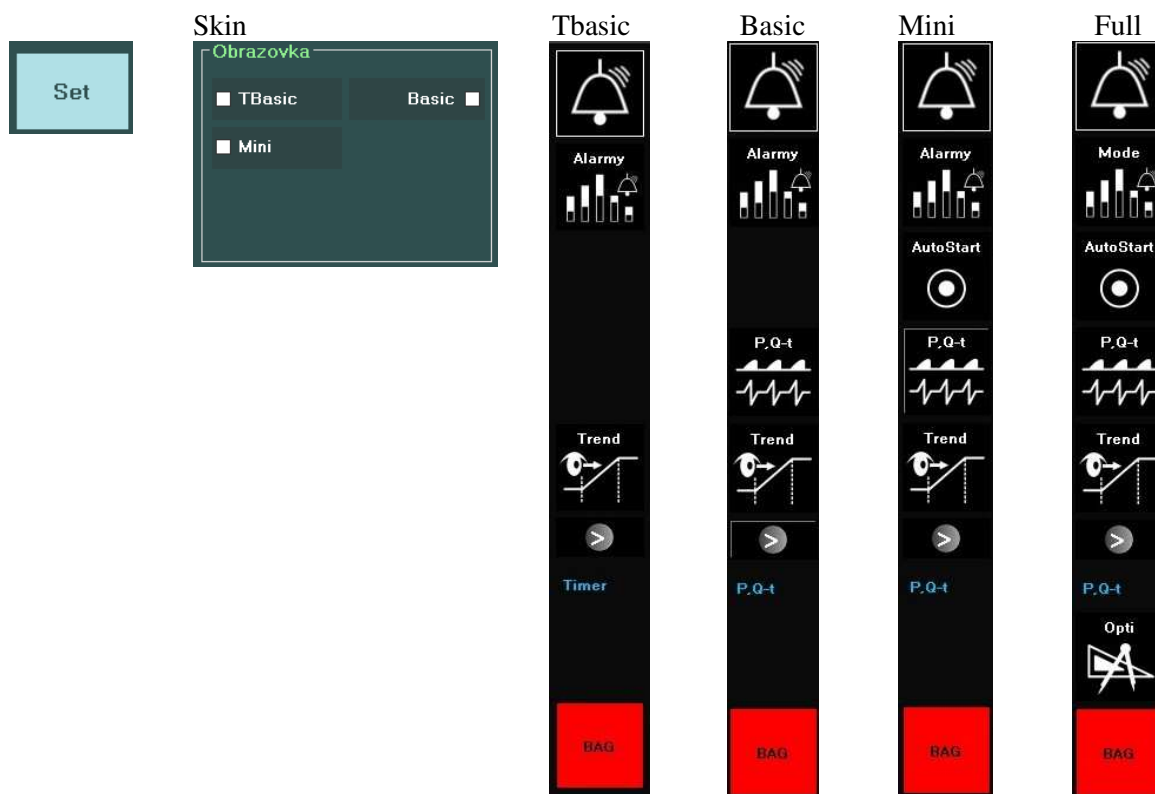 Skin
Tbasic
Basic
Mini
Full
Set
Obrazovka
TBasic
Basic
Mini
Alarmy
Trend
>
Timer
BAG
Alarmy
P,Q-t
Trend
>
P,Q-t
BAG
Alarmy
AutoStart
P,Q-t
Trend
>
P,Q-t
BAG
Mode
AutoStart
P,Q-t
Trend
>
P,Q-t
Opti
BAG